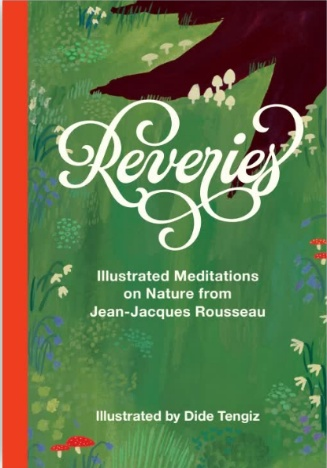 Reveries
Illustrated Meditations
on Nature from
Jean-Jacques Rousseau
Illustrated by Dide Tengiz